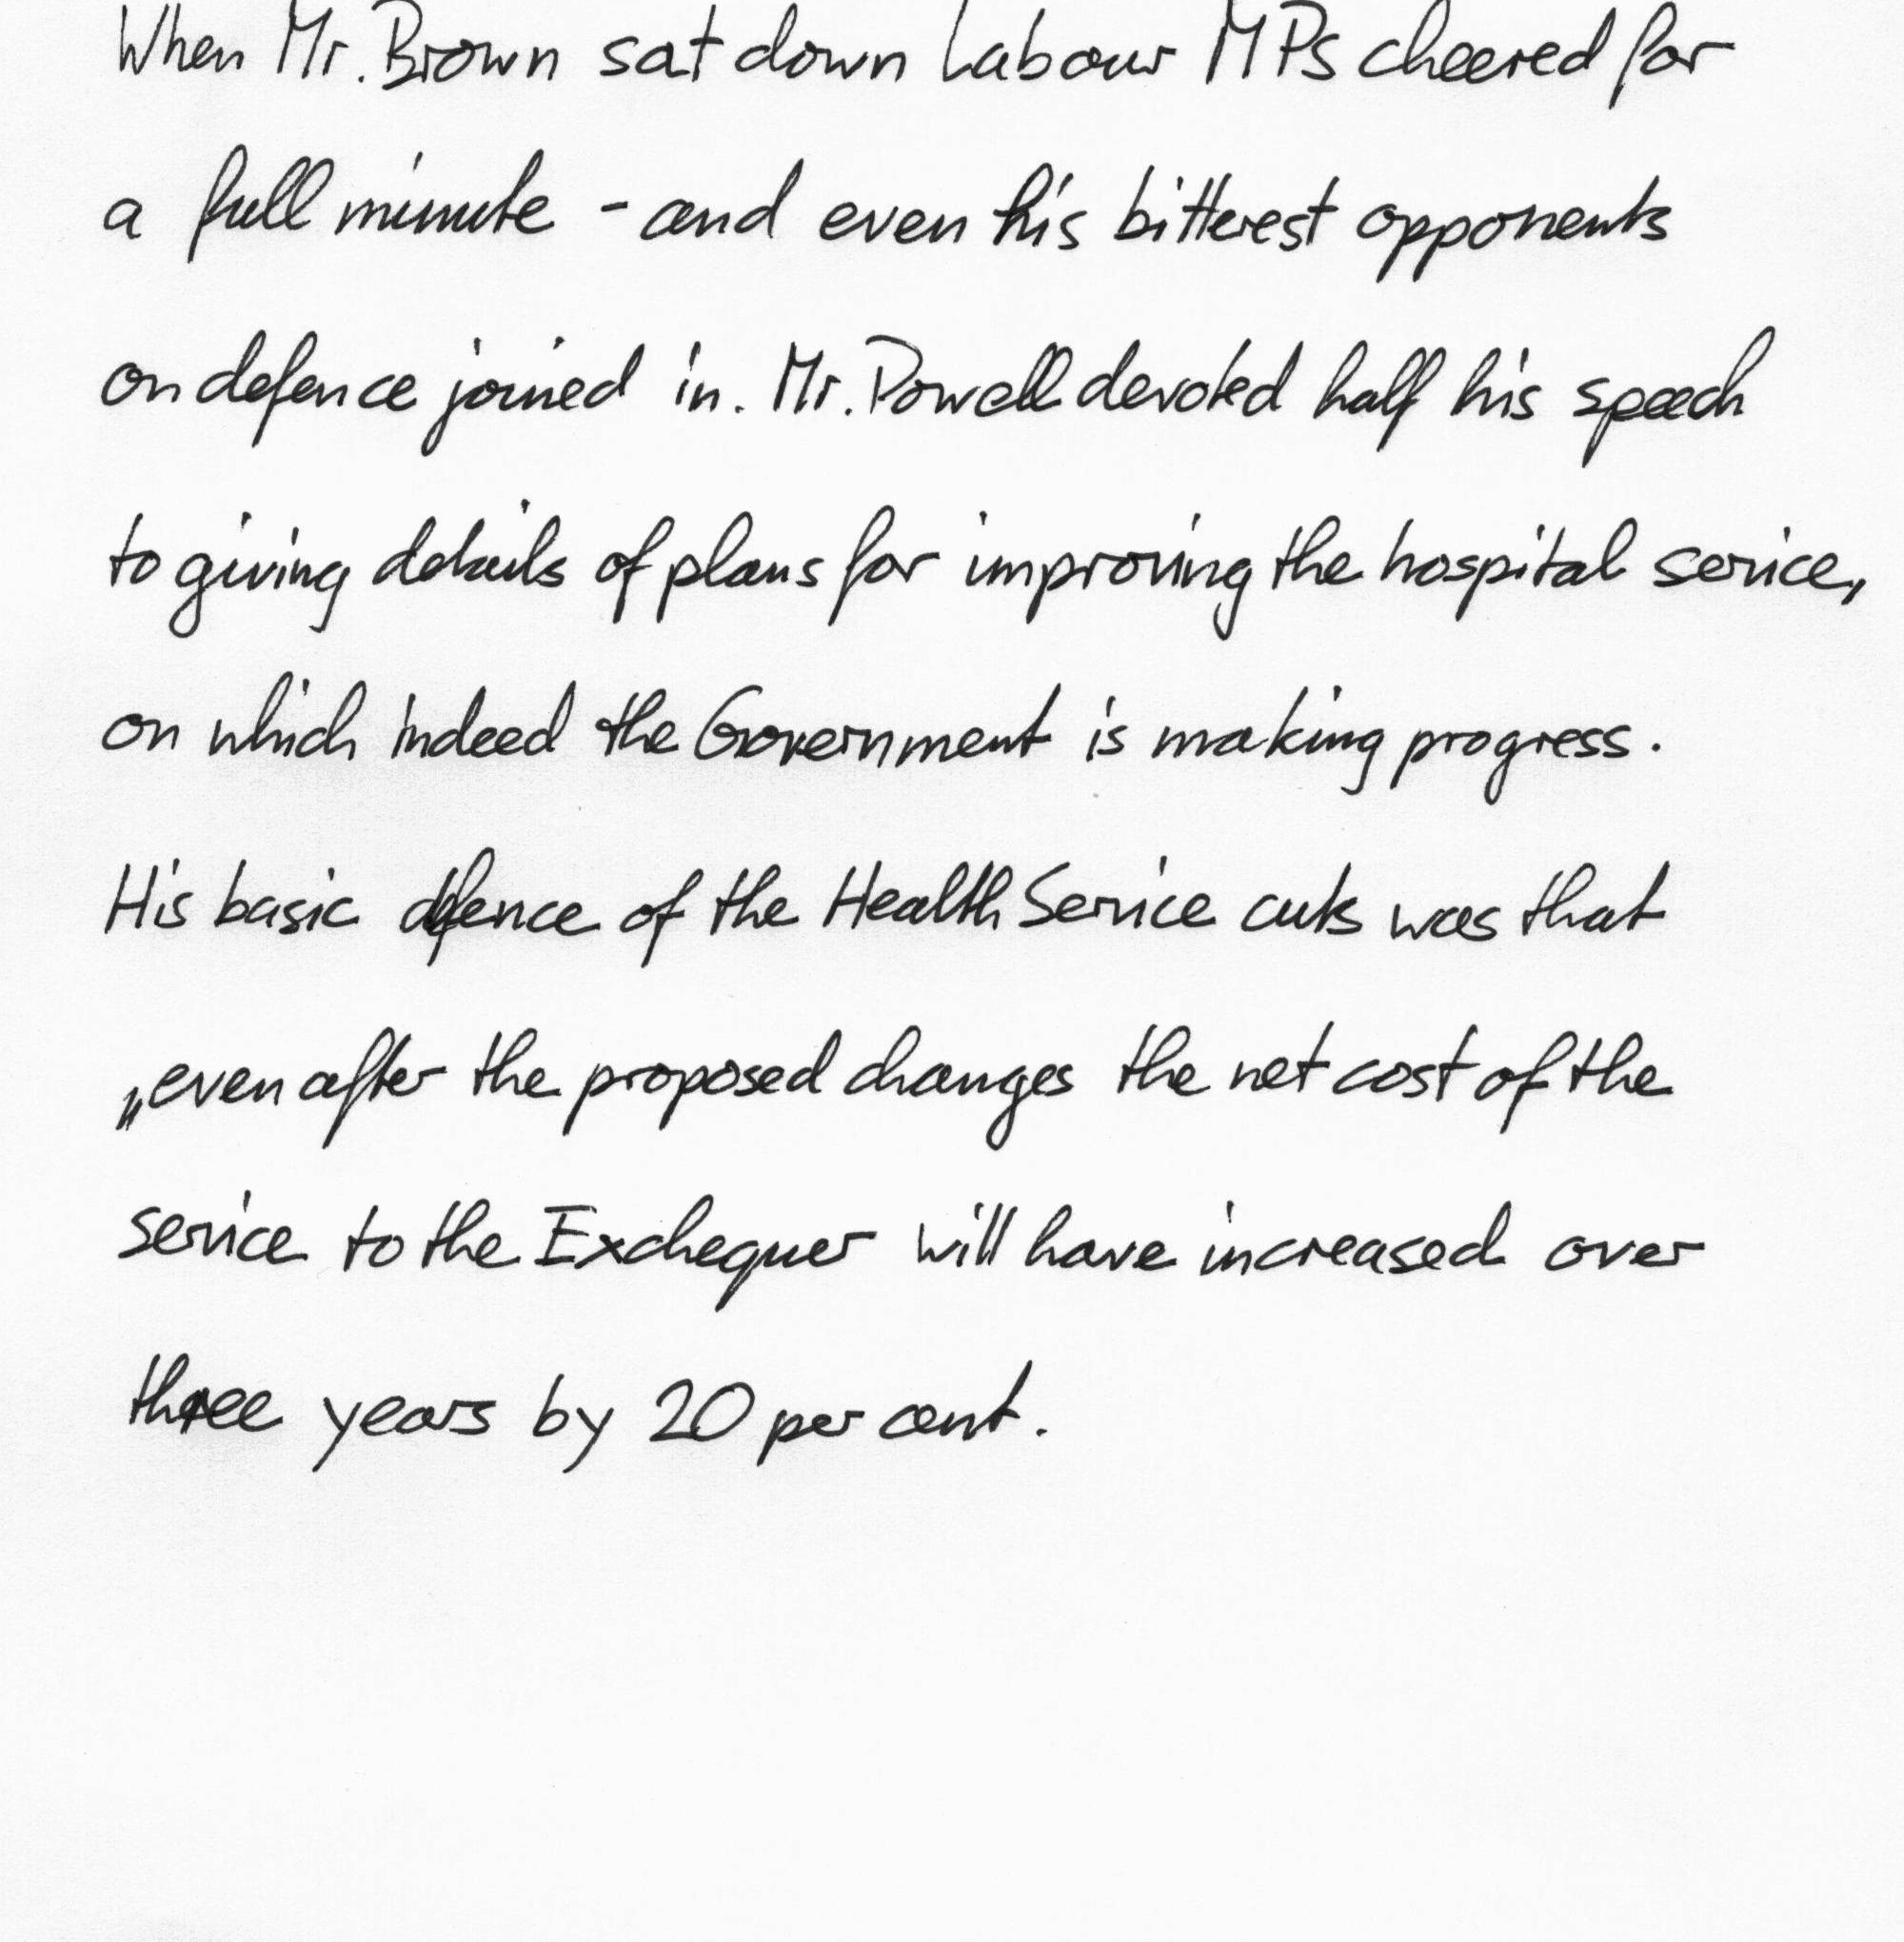 When Mr. Brown sat down Labour MPs cheered for
a full minute - and even his bitterest opponents
on defence joined in. Mr. Powell devoted half his speech
to giving details of plans for improving the hospital service,
on which indeed the Government is making progress.
His basic defence of the Health Service cuts was that
„even after the proposed changes the net cost of the
service to the Exchequer will have increased over
three years by 20 per cent.